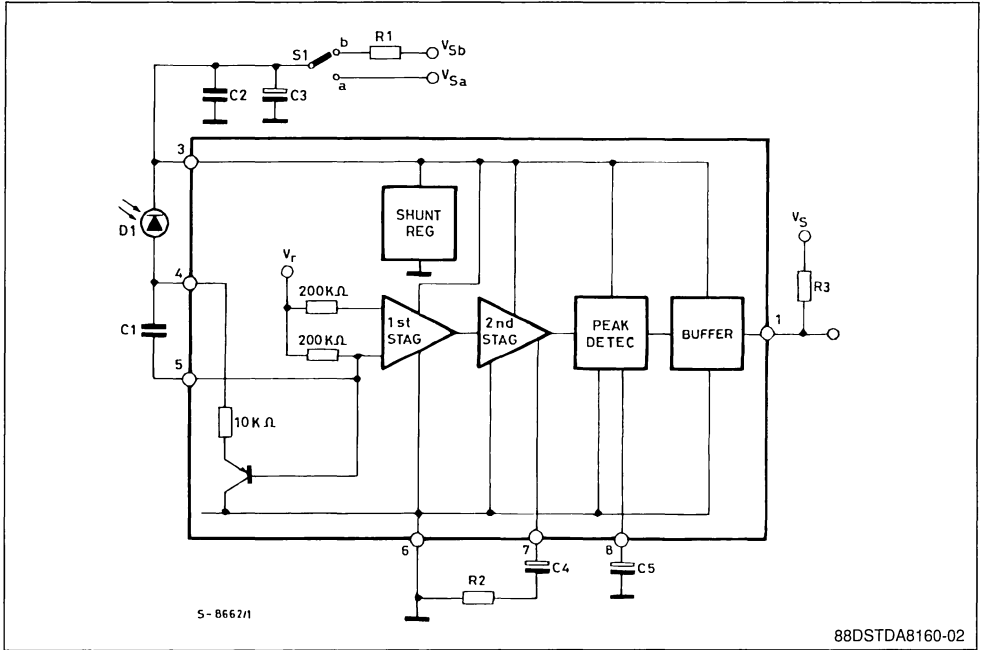 b
R1
VSb
S1
a
VSa
C2
C3
3
SHUNT
REG
D1
Vr
VS
4
200KΩ
R3
1st
STAG
2nd
STAG
PEAK
DETEC
BUFFER
1
C1
200KΩ
5
10KΩ
6
7
8
C4
C5
R2
S-8662/1
88DSTDA8160-02